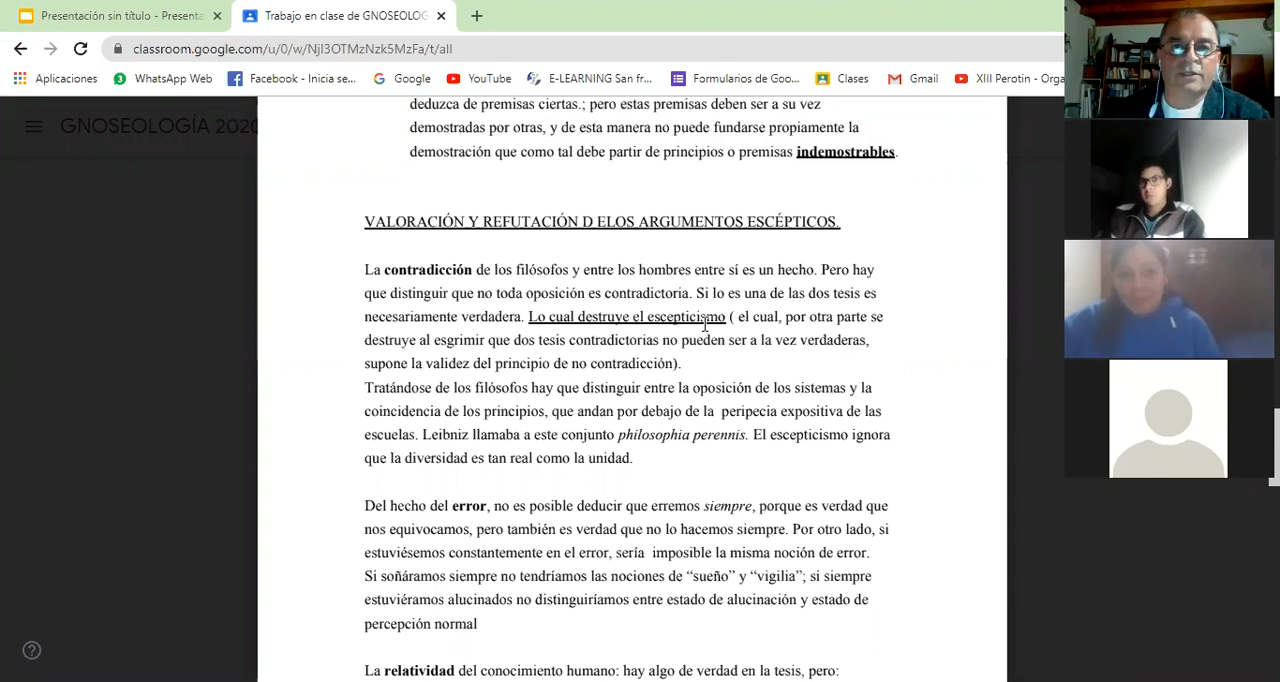 Presentación sin título - Presenta
Trabajo en clase de GNOSEOLOG
classroom.google.com/u/0/w/NjI3OTMzNzk5MzFa/t/all
Aplicaciones
WhatsApp Web
Facebook - Inicia se...
Google
YouTube
E-LEARNING San fr...
Formularios de Goo...
Clases
Gmail
XIII Perotin - Orga
GNOSEOLOGÍA 2020
deduzca de premisas ciertas.; pero estas premisas deben ser a su vez
demostradas por otras, y de esta manera no puede fundarse propiamente la
demostración que como tal debe partir de principios o premisas indemostrables.
VALORACIÓN Y REFUTACIÓN D ELOS ARGUMENTOS ESCÉPTICOS.
La contradicción de los filósofos y entre los hombres entre sí es un hecho. Pero hay
que distinguir que no toda oposición es contradictoria. Si lo es una de las dos tesis es
necesariamente verdadera. Lo cual destruye el escepticismo ( el cual, por otra parte se
destruye al esgrimir que dos tesis contradictorias no pueden ser a la vez verdaderas,
supone la validez del principio de no contradicción).
Tratándose de los filósofos hay que distinguir entre la oposición de los sistemas y la
coincidencia de los principios, que andan por debajo de la peripecia expositiva de las
escuelas. Leibniz llamaba a este conjunto philosophia perennis. El escepticismo ignora
que la diversidad es tan real como la unidad.
Del hecho del error, no es posible deducir que erremos siempre, porque es verdad que
nos equivocamos, pero también es verdad que no lo hacemos siempre. Por otro lado, si
estuviésemos constantemente en el error, sería imposible la misma noción de error.
Si soñáramos siempre no tendríamos las nociones de “sueño” y “vigilia”; si siempre
estuviéramos alucinados no distinguiríamos entre estado de alucinación y estado de
percepción normal
La relatividad del conocimiento humano: hay algo de verdad en la tesis, pero: